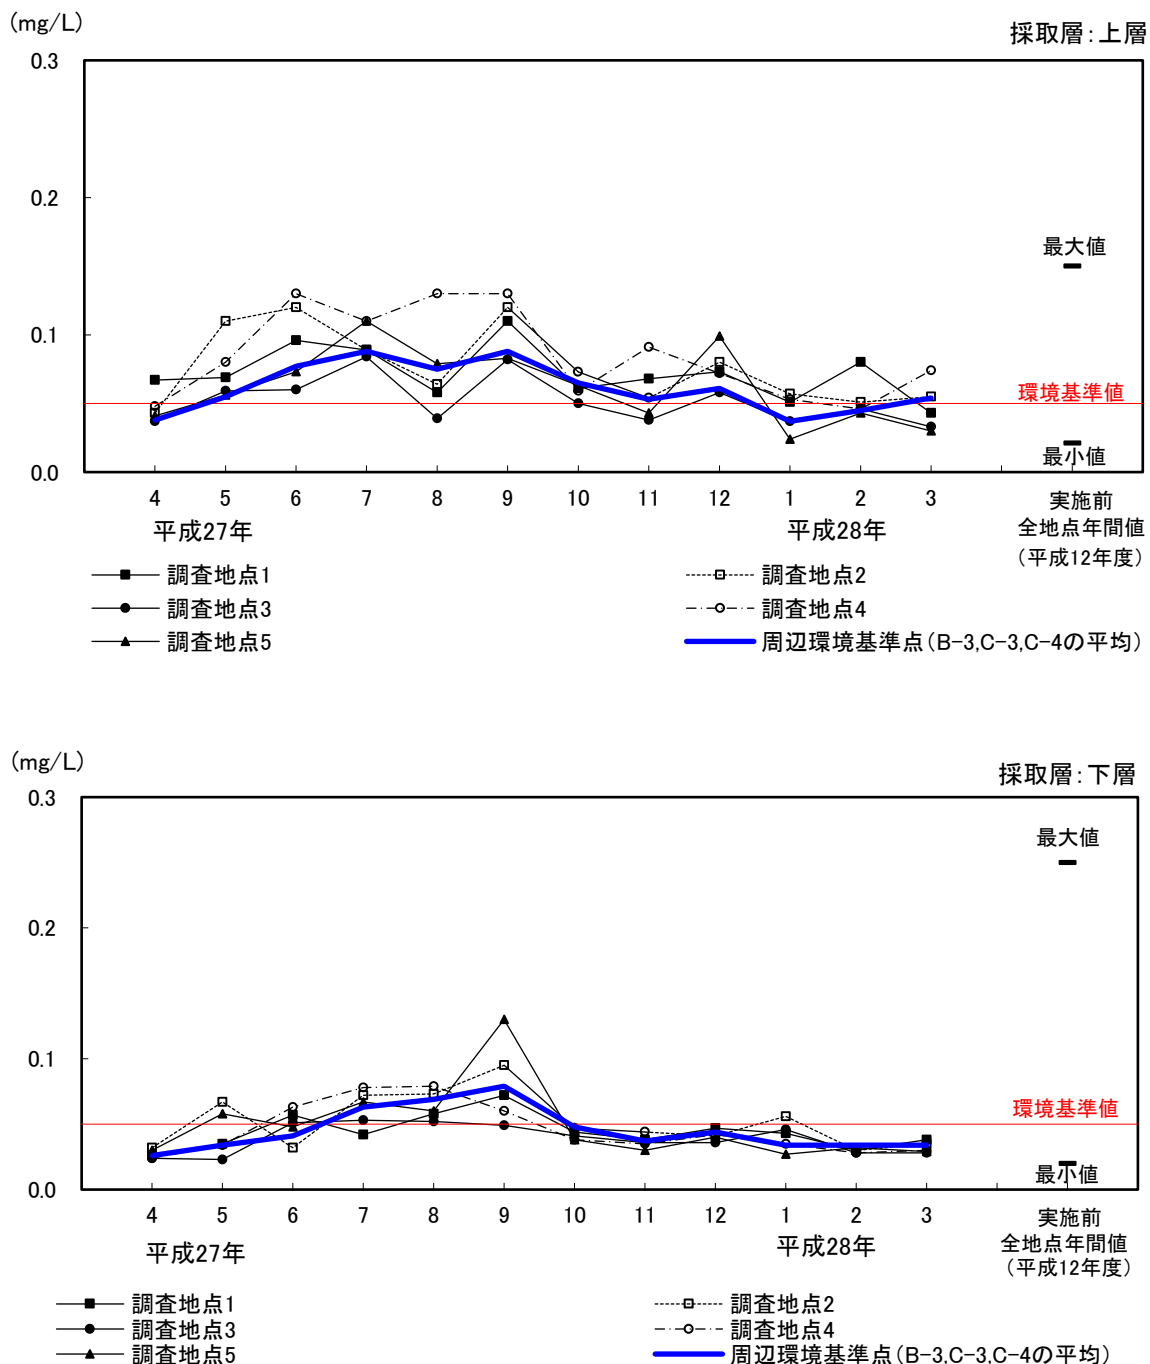 (mg/L)
採取層：上層
0.3
0.2
最大値
0.1
環境基準値
最小値
0.0
4 5 6 7 8 9 10 11 12 1 2 3
実施前
全地点年間値
（平成12年度）
平成27年 平成28年
調査地点1 調査地点2
調査地点3 調査地点4
調査地点5 周辺環境基準点（B-3,C-3,C-4の平均）
(mg/L)
採取層：下層
0.3
最大値
0.2
0.1
環境基準値
最小値
0.0
4 5 6 7 8 9 10 11 12 1 2 3
実施前
全地点年間値
（平成12年度）
平成27年 平成28年
調査地点1 調査地点2
調査地点3 調査地点4
調査地点5 周辺環境基準点（B-3,C-3,C-4の平均）